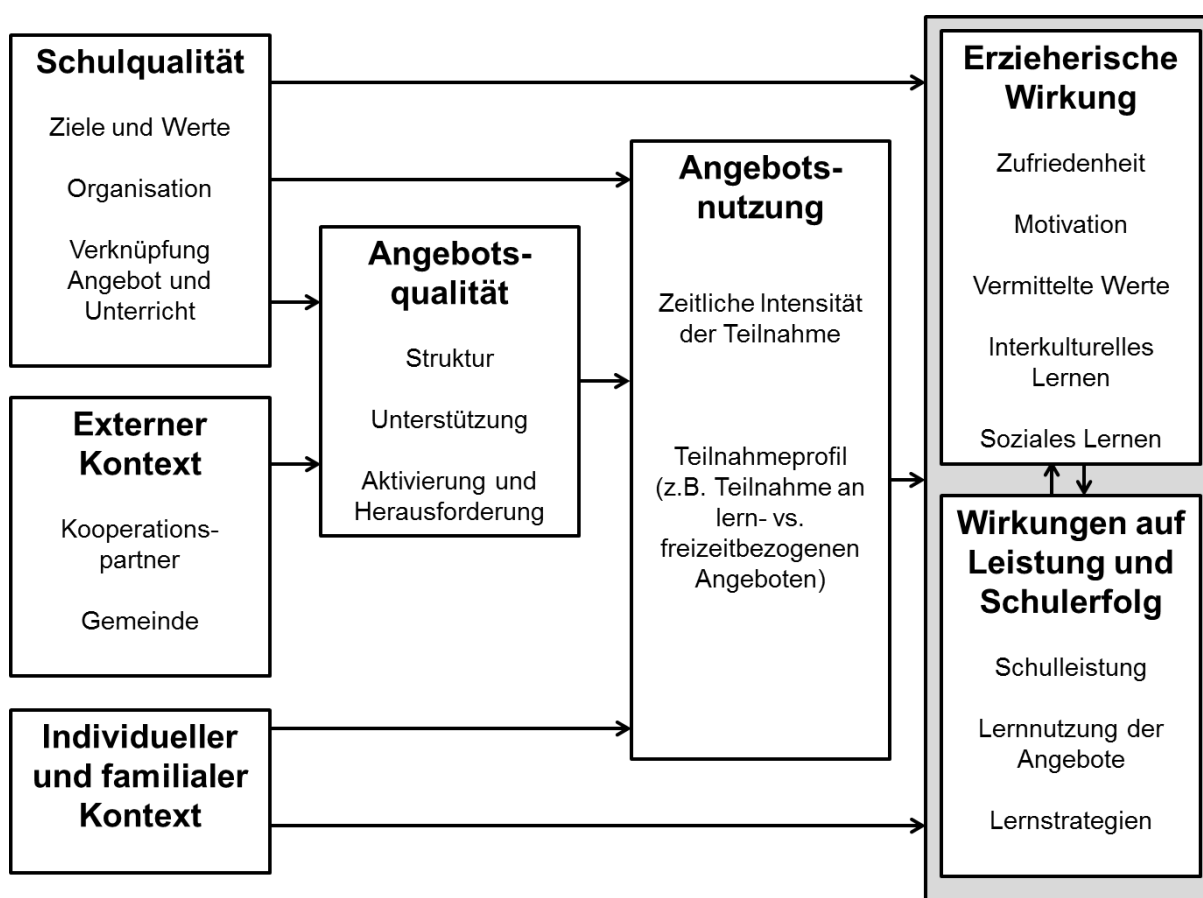 Schulqualität
Ziele und Werte
Organisation
Verknüpfung
Angebot und
Unterricht
Externer
Kontext
Kooperations-
partner
Gemeinde
Individueller
und familialer
Kontext
Angebots-
qualität
Struktur
Unterstützung
Aktivierung und
Herausforderung
Angebots-
nutzung
Zeitliche Intensität
der Teilnahme
Teilnahmeprofil
(z.B. Teilnahme an
lern- vs.
freizeitbezogenen
Angeboten)
Erzieherische
Wirkung
Zufriedenheit
Motivation
Vermittelte Werte
Interkulturelles
Lernen
Soziales Lernen
Wirkungen auf
Leistung und
Schulerfolg
Schulleistung
Lernnutzung der
Angebote
Lernstrategien